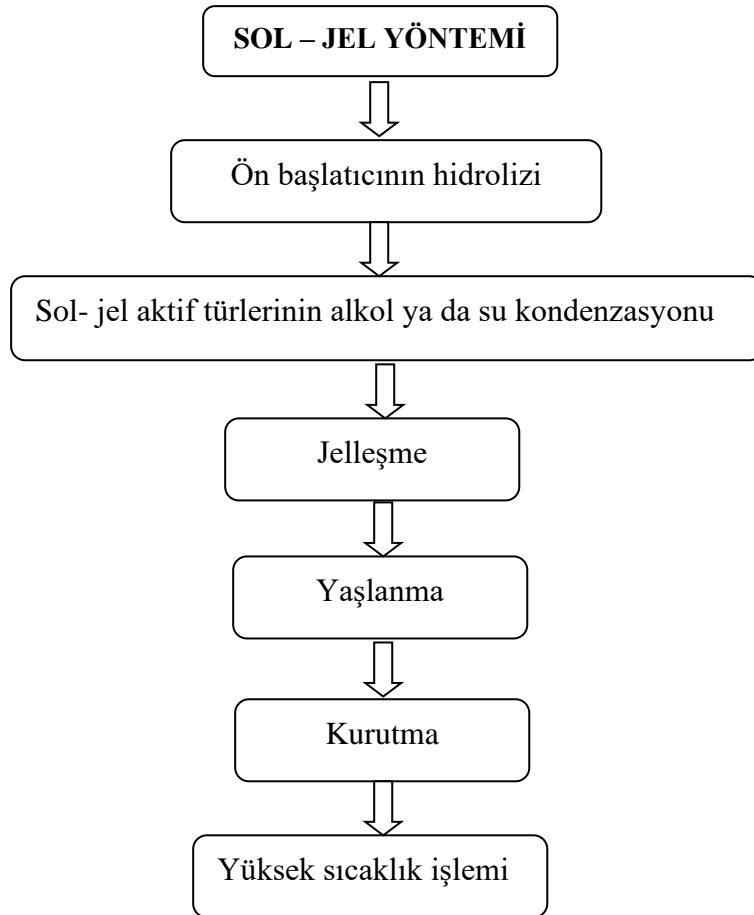 SOL – JEL YÖNTEMİ
Ön başlatıcının hidrolizi
Sol- jel aktif türlerinin alkol ya da su kondenzasyonu
Jelleşme
Yaşlanma
Kurutma
Yüksek sıcaklık işlemi